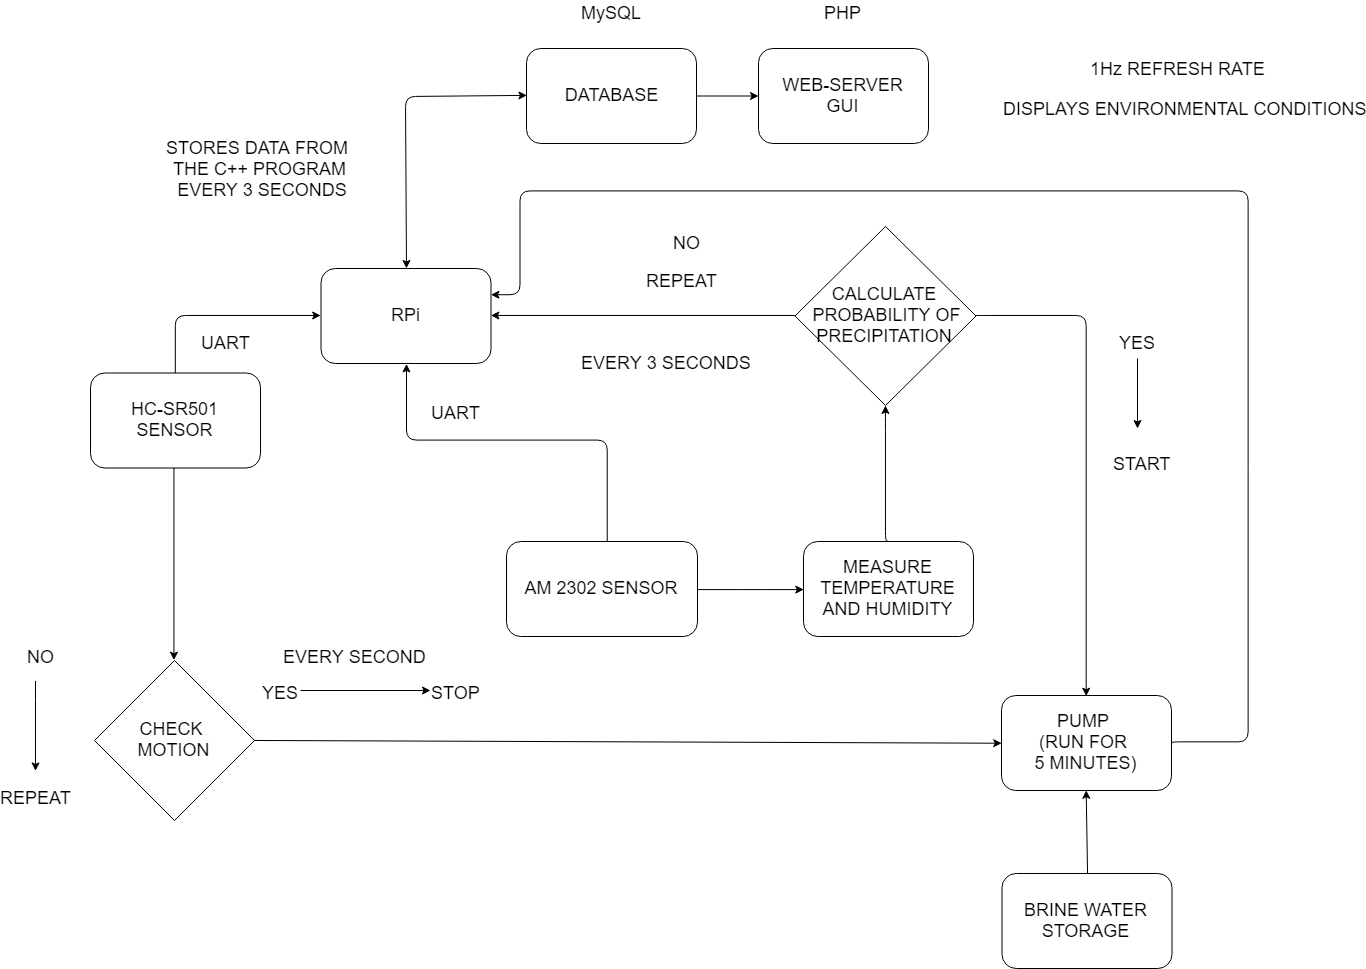 MySQL
PHP
DATABASE
WEB-SERVER
GUI
1Hz REFRESH RATE
DISPLAYS ENVIRONMENTAL CONDITIONS
STORES DATA FROM
THE C++ PROGRAM
EVERY 3 SECONDS
NO
REPEAT
RPi
CALCULATE
PROBABILITY OF
PRECIPITATION
UART
EVERY 3 SECONDS
YES
START
HC-SR501
SENSOR
UART
AM 2302 SENSOR
MEASURE
TEMPERATURE
AND HUMIDITY
NO
REPEAT
EVERY SECOND
YES
STOP
CHECK
MOTION
PUMP
(RUN FOR
5 MINUTES)
BRINE WATER
STORAGE